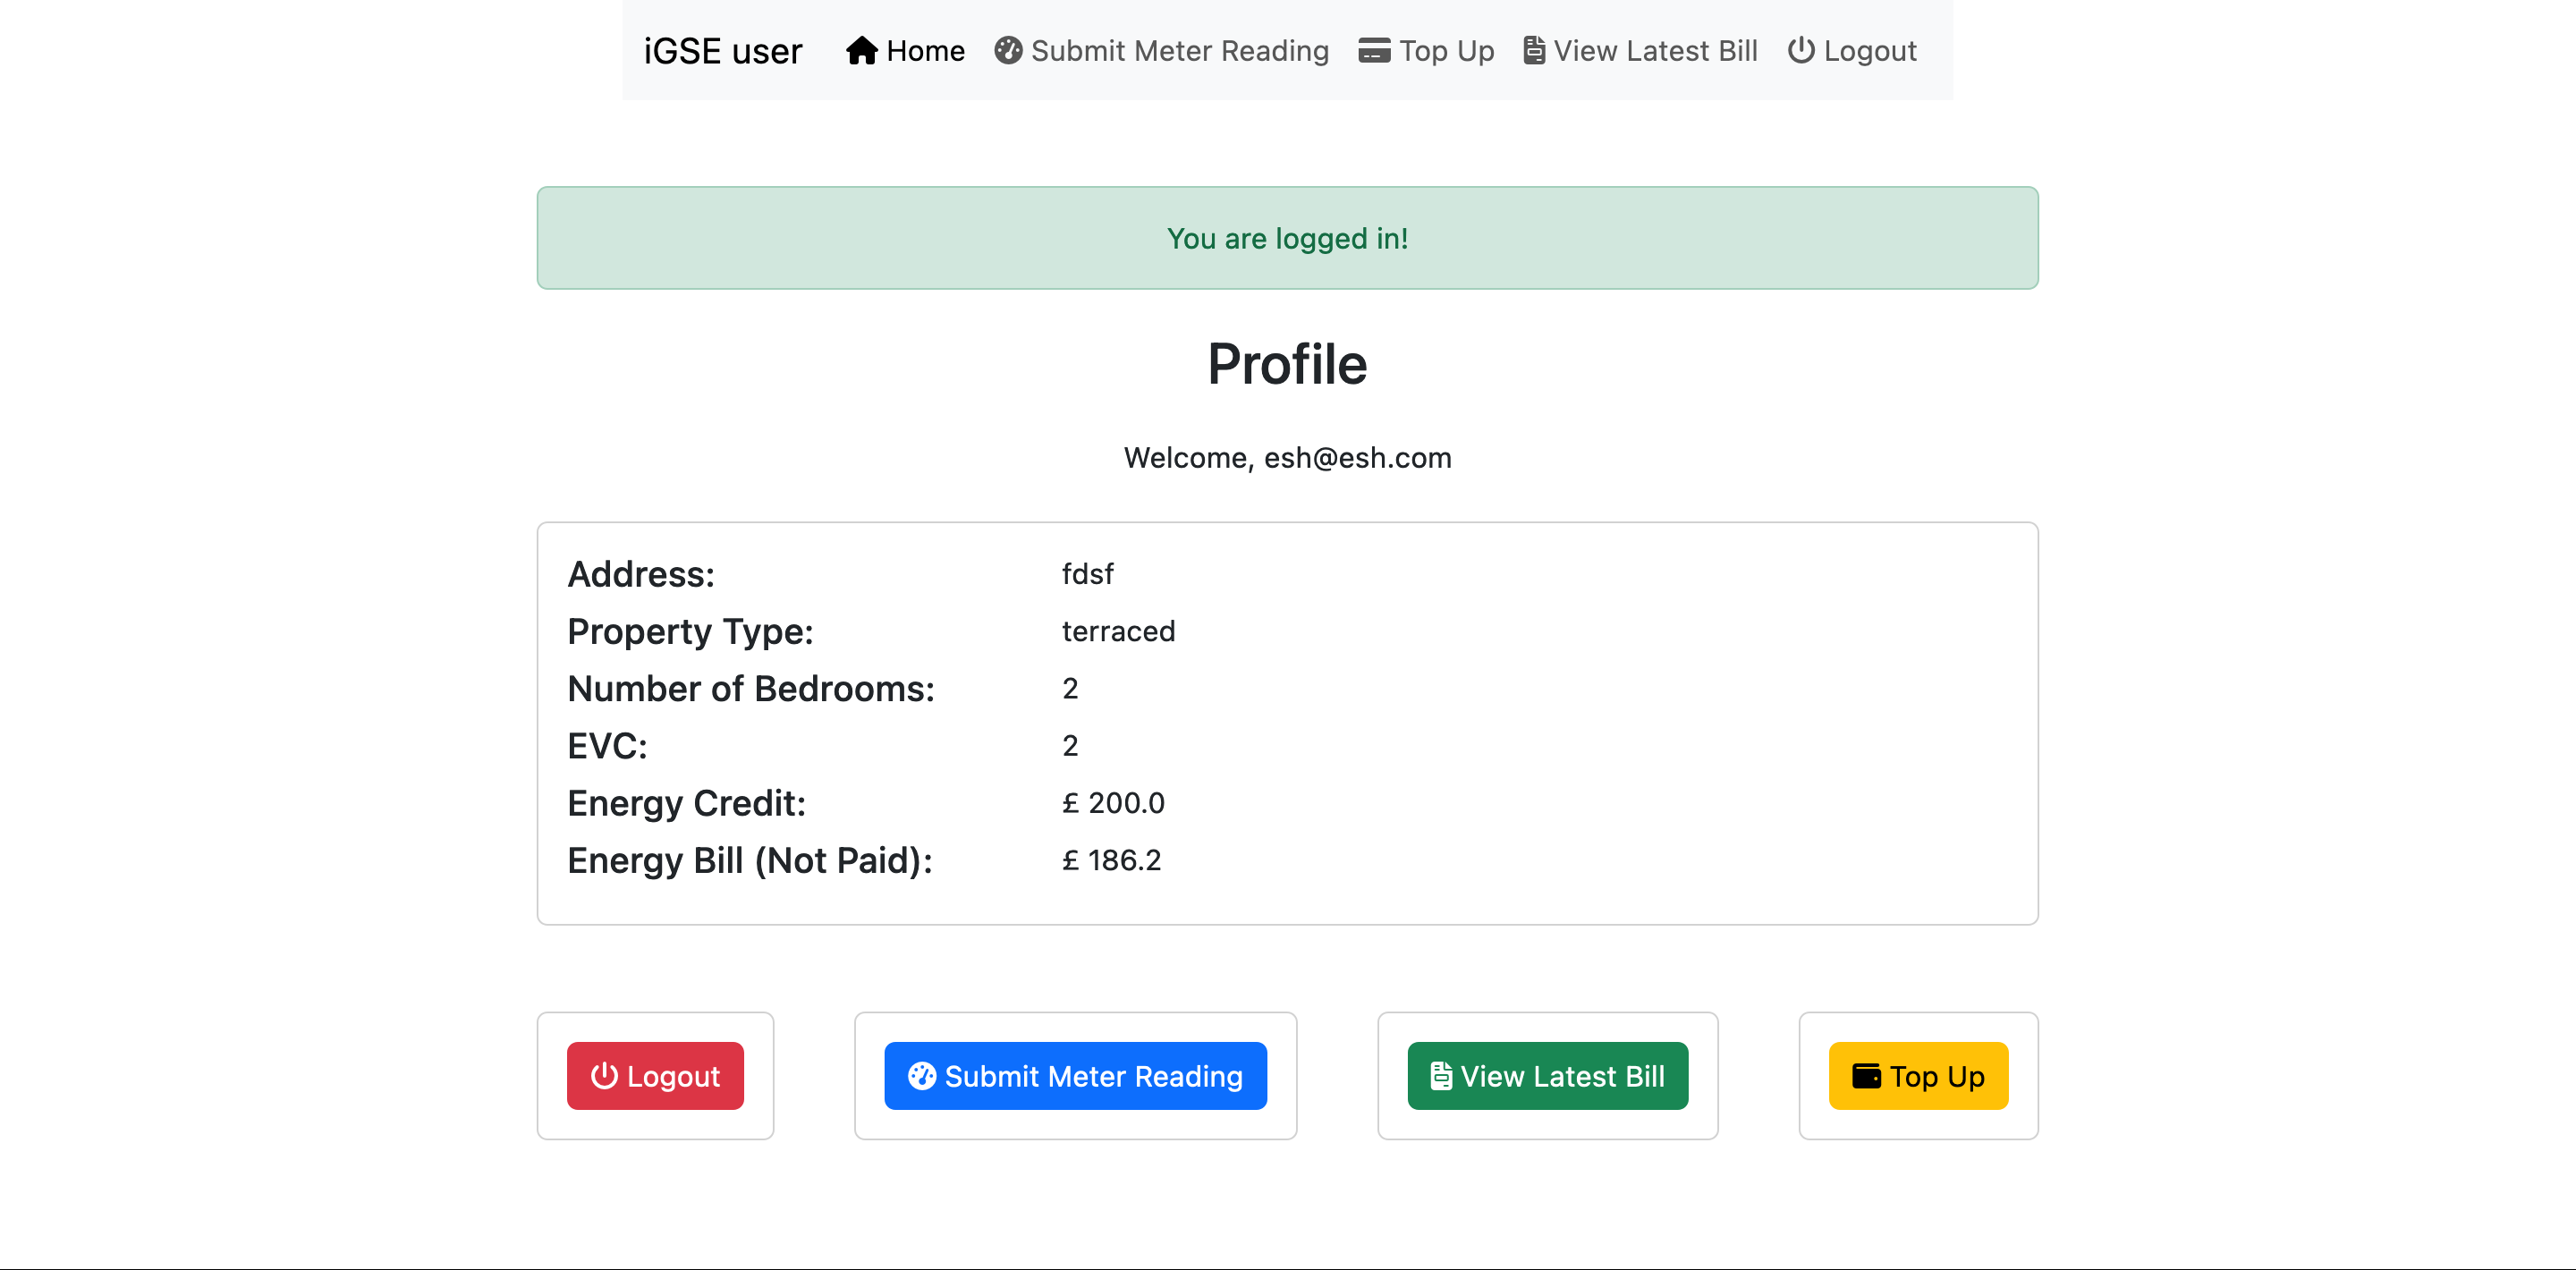 iGSE user Home Submit Meter Reading Top Up View Latest Bill Logout
You are logged in!
Profile
Welcome, esh@esh.com
Address: fdsf
Property Type: terraced
Number of Bedrooms: 2
EVC: 2
Energy Credit: £ 200.0
Energy Bill (Not Paid): £ 186.2
Logout Submit Meter Reading View Latest Bill Top Up